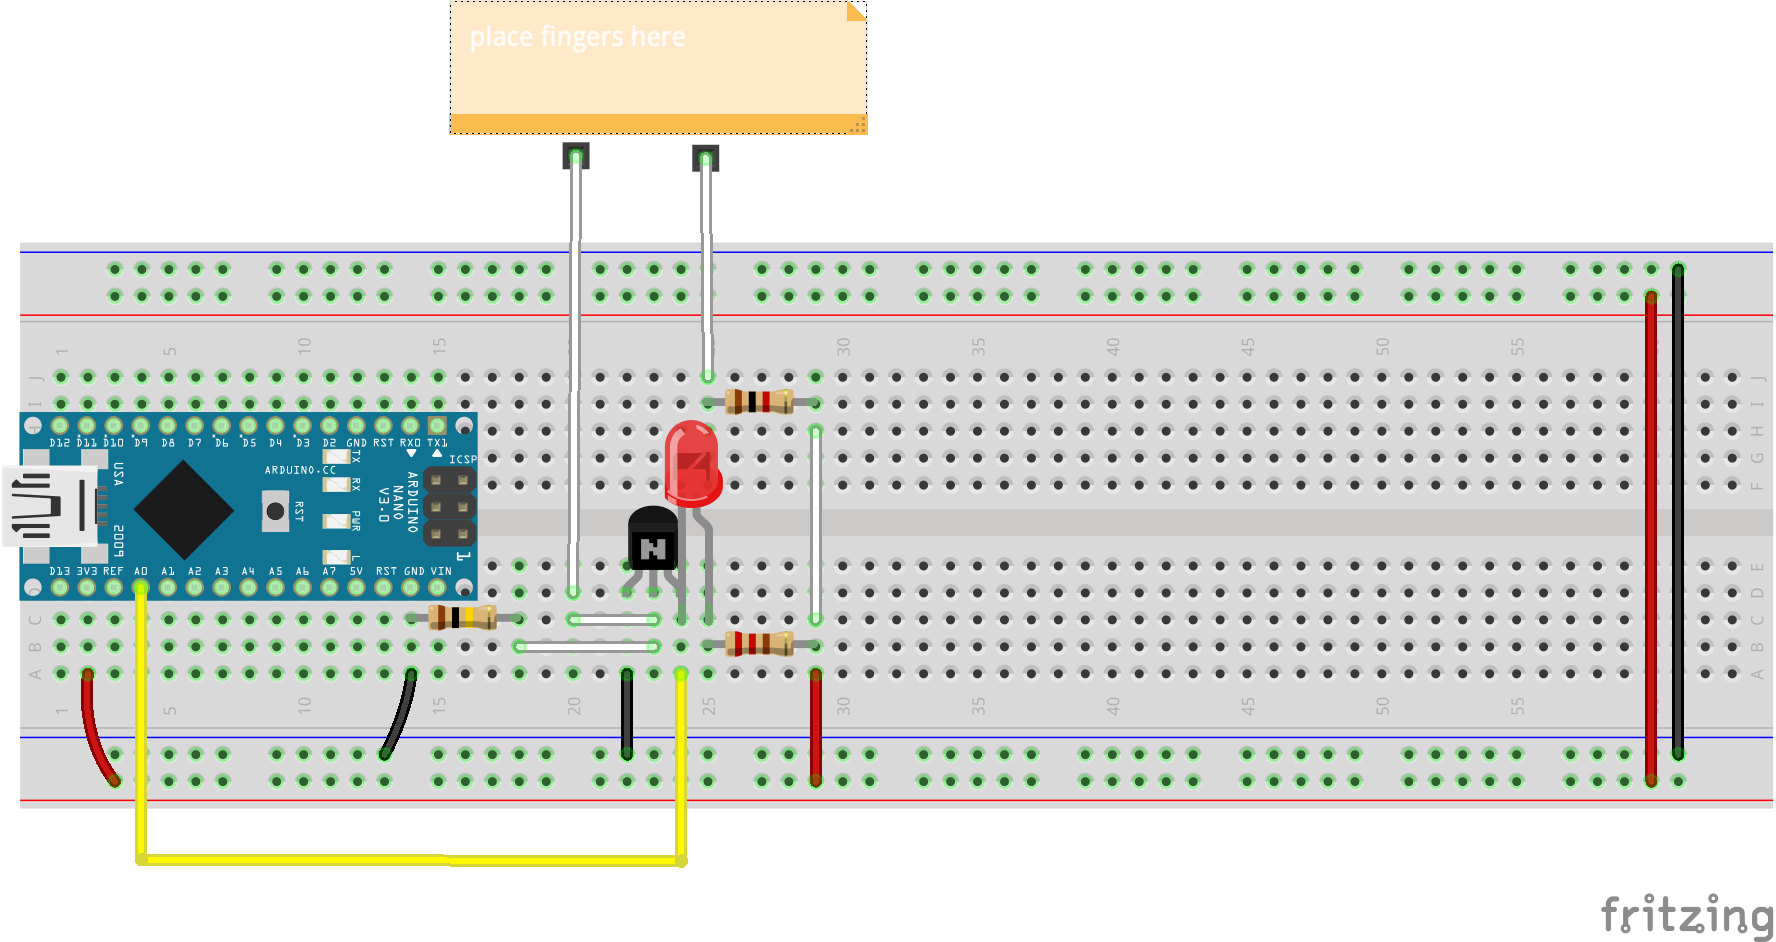 place fingers here
1 5 10 15 20 25 30 35 40 45 50 55
J J
I I
H H
G G
F F
D12 D11 D10 D9 D8 D7 D6 D5 D4 D3 D2 GND RST RX0 TX1
TX
RX
PWR
L
ICSP
1
ARDUINO.CC
RST
ARDUINO
NANO
V3.0
USA
2009
N
D13 3V3 REF A0 A1 A2 A3 A4 A5 A6 A7 5V RST GND VIN
E
D
C C
B B
A A
1 5 10 15 20 25 30 35 40 45 50 55
fritzing